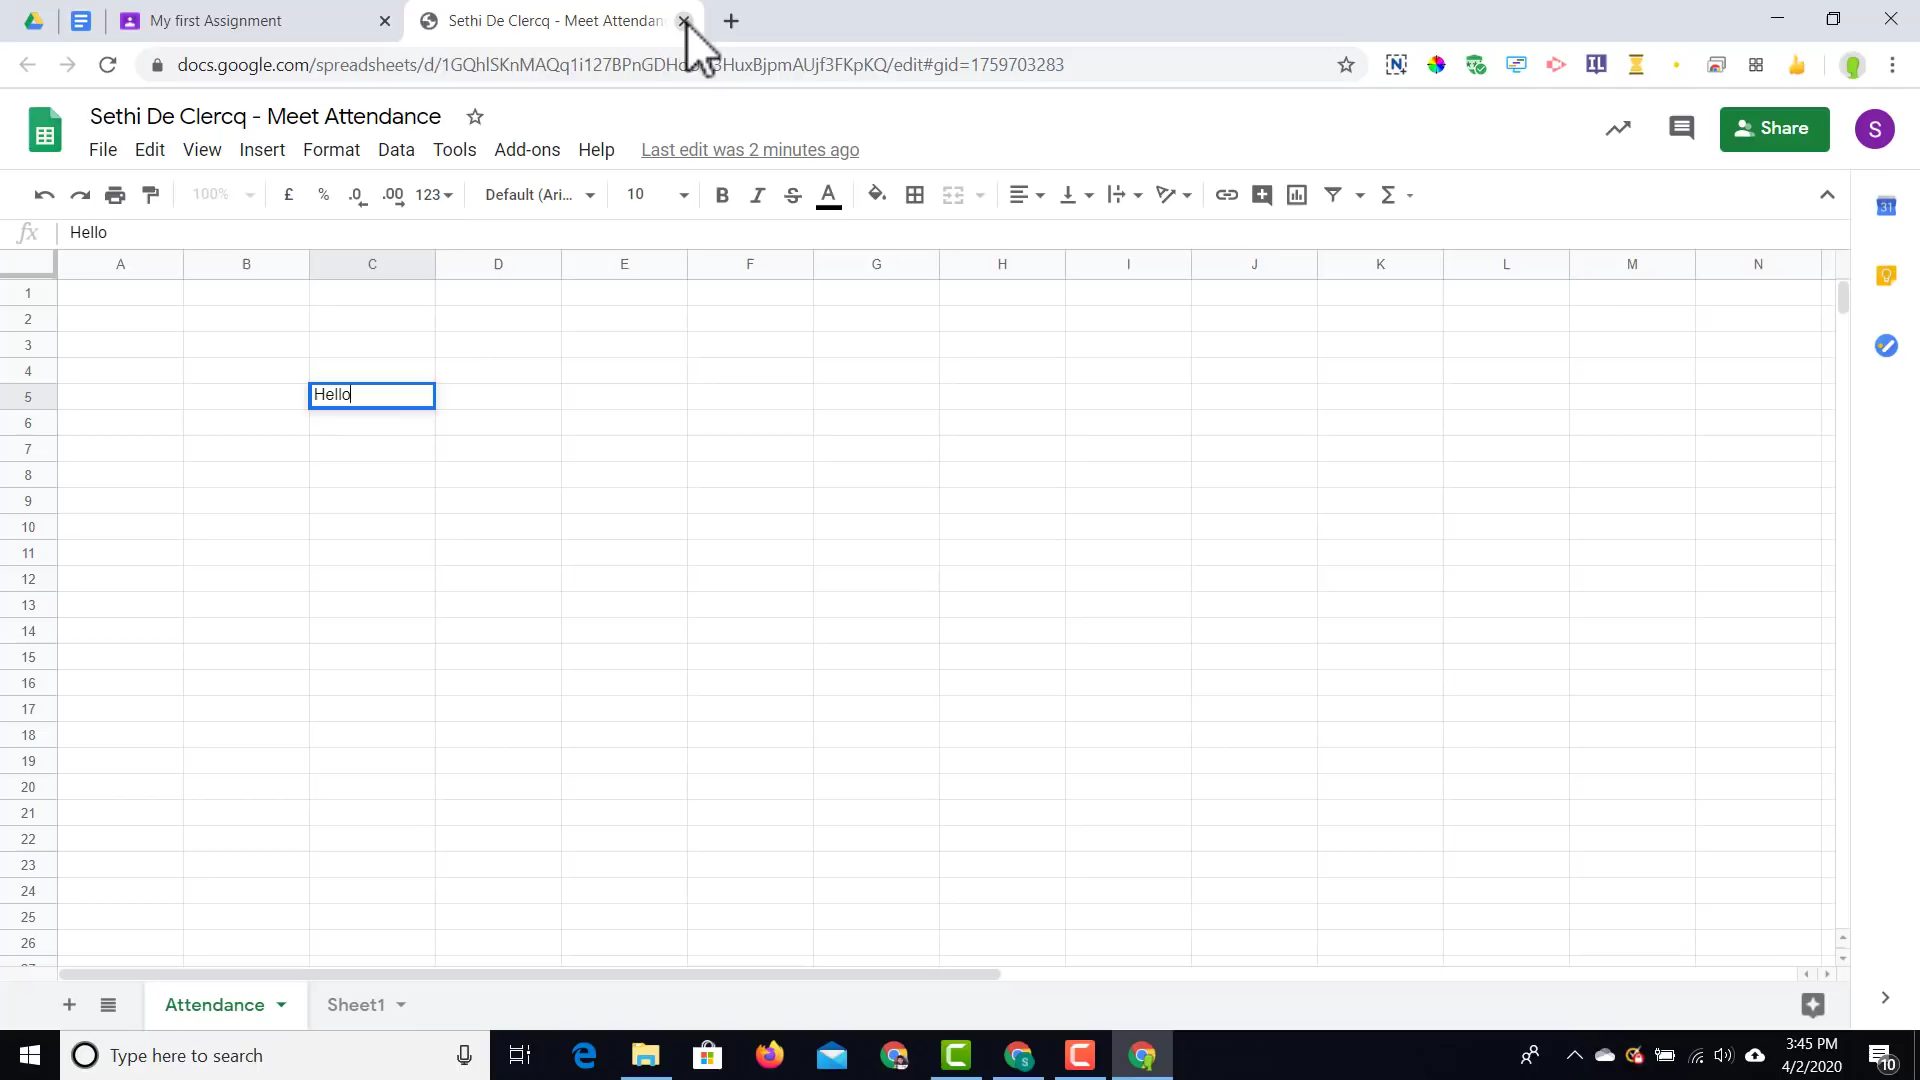 My first Assignment
Sethi De Clercq - Meet Attendan
docs.google.com/spreadsheets/d/
HuxBjpmAUjf3FKpKQ/edit#gid=1759703283
Sethi De Clercq - Meet Attendance
Share
S
File Edit View Insert Format Data Tools Add-ons Help Last edit was 2 minutes ago
100% £ % .0 .00 123 Default (Ari... 10 B I S A Σ
31
fx Hello
A B C D E F G H I J K L M N
1
2
3
4
5 Hello
6
7
8
9
10
11
12
13
14
15
16
17
18
19
20
21
22
23
24
25
26
Attendance Sheet1
Type here to search
3:45 PM
4/2/2020
10